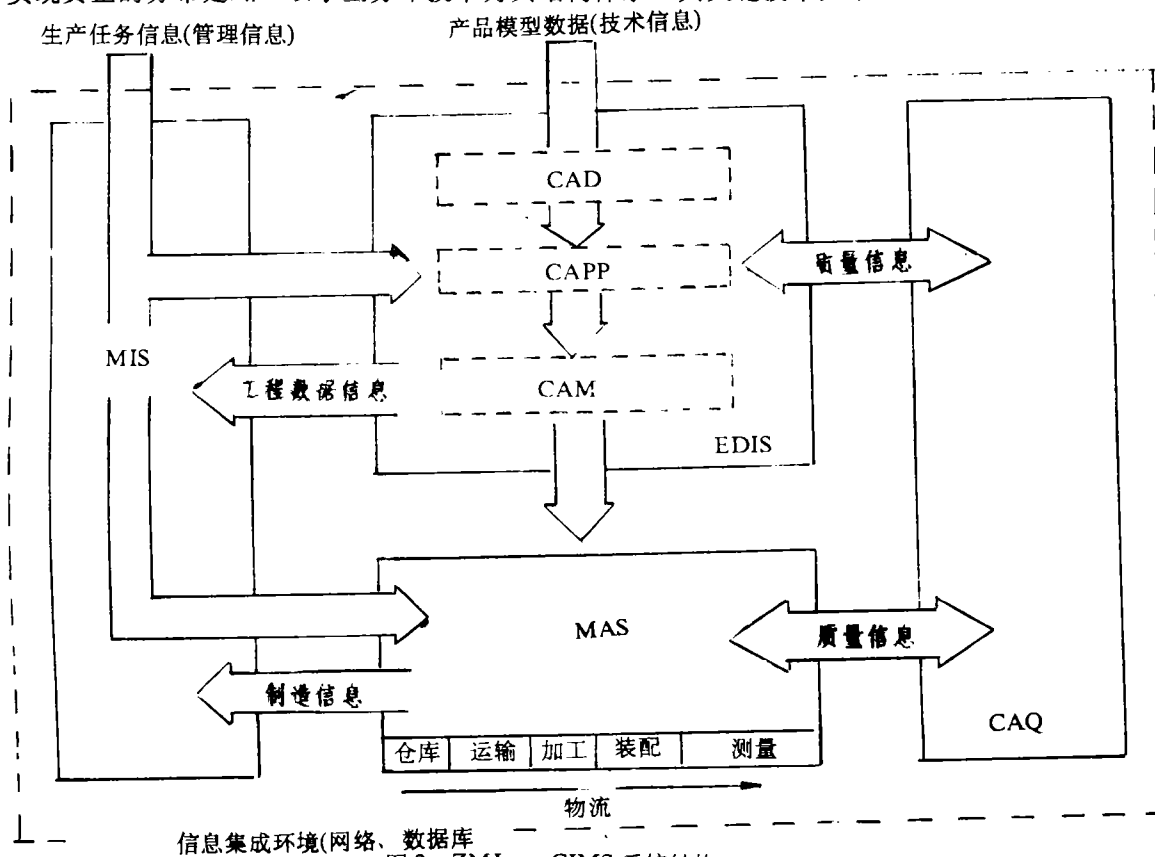 生产任务信息(管理信息)
产品模型数据(技术信息)
CAD
CAPP
质量信息
MIS
工程数据信息
CAM
EDIS
MAS
质量信息
制造信息
CAQ
仓库 运输 加工 装配 测量
物流
信息集成环境(网络、数据库